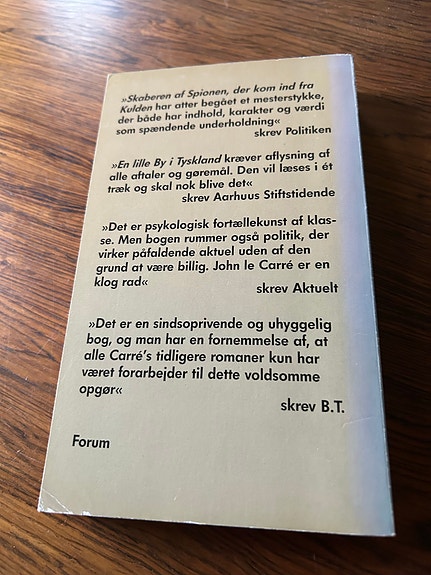 »Skaberen af Spionen, der kom ind fra
Kulden har atter begået et mesterstykke,
der både har indhold, karakter og værdi
som spændende underholdning«
skrev Politiken
»En lille By i Tyskland kræver aflysning af
alle aftaler og gøremål. Den vil læses i ét
træk og skal nok blive det«
skrev Aarhuus Stiftstidende
»Det er psykologisk fortællekunst af klas-
se. Men bogen rummer også politik, der
virker påfaldende aktuel uden af den
grund at være billig. John le Carré er en
klog rad«
skrev Aktuelt
»Det er en sindsoprivende og uhyggelig
bog, og man har en fornemmelse af, at
alle Carré's tidligere romaner kun har
været forarbejder til dette voldsomme
opgør«
skrev B.T.
Forum